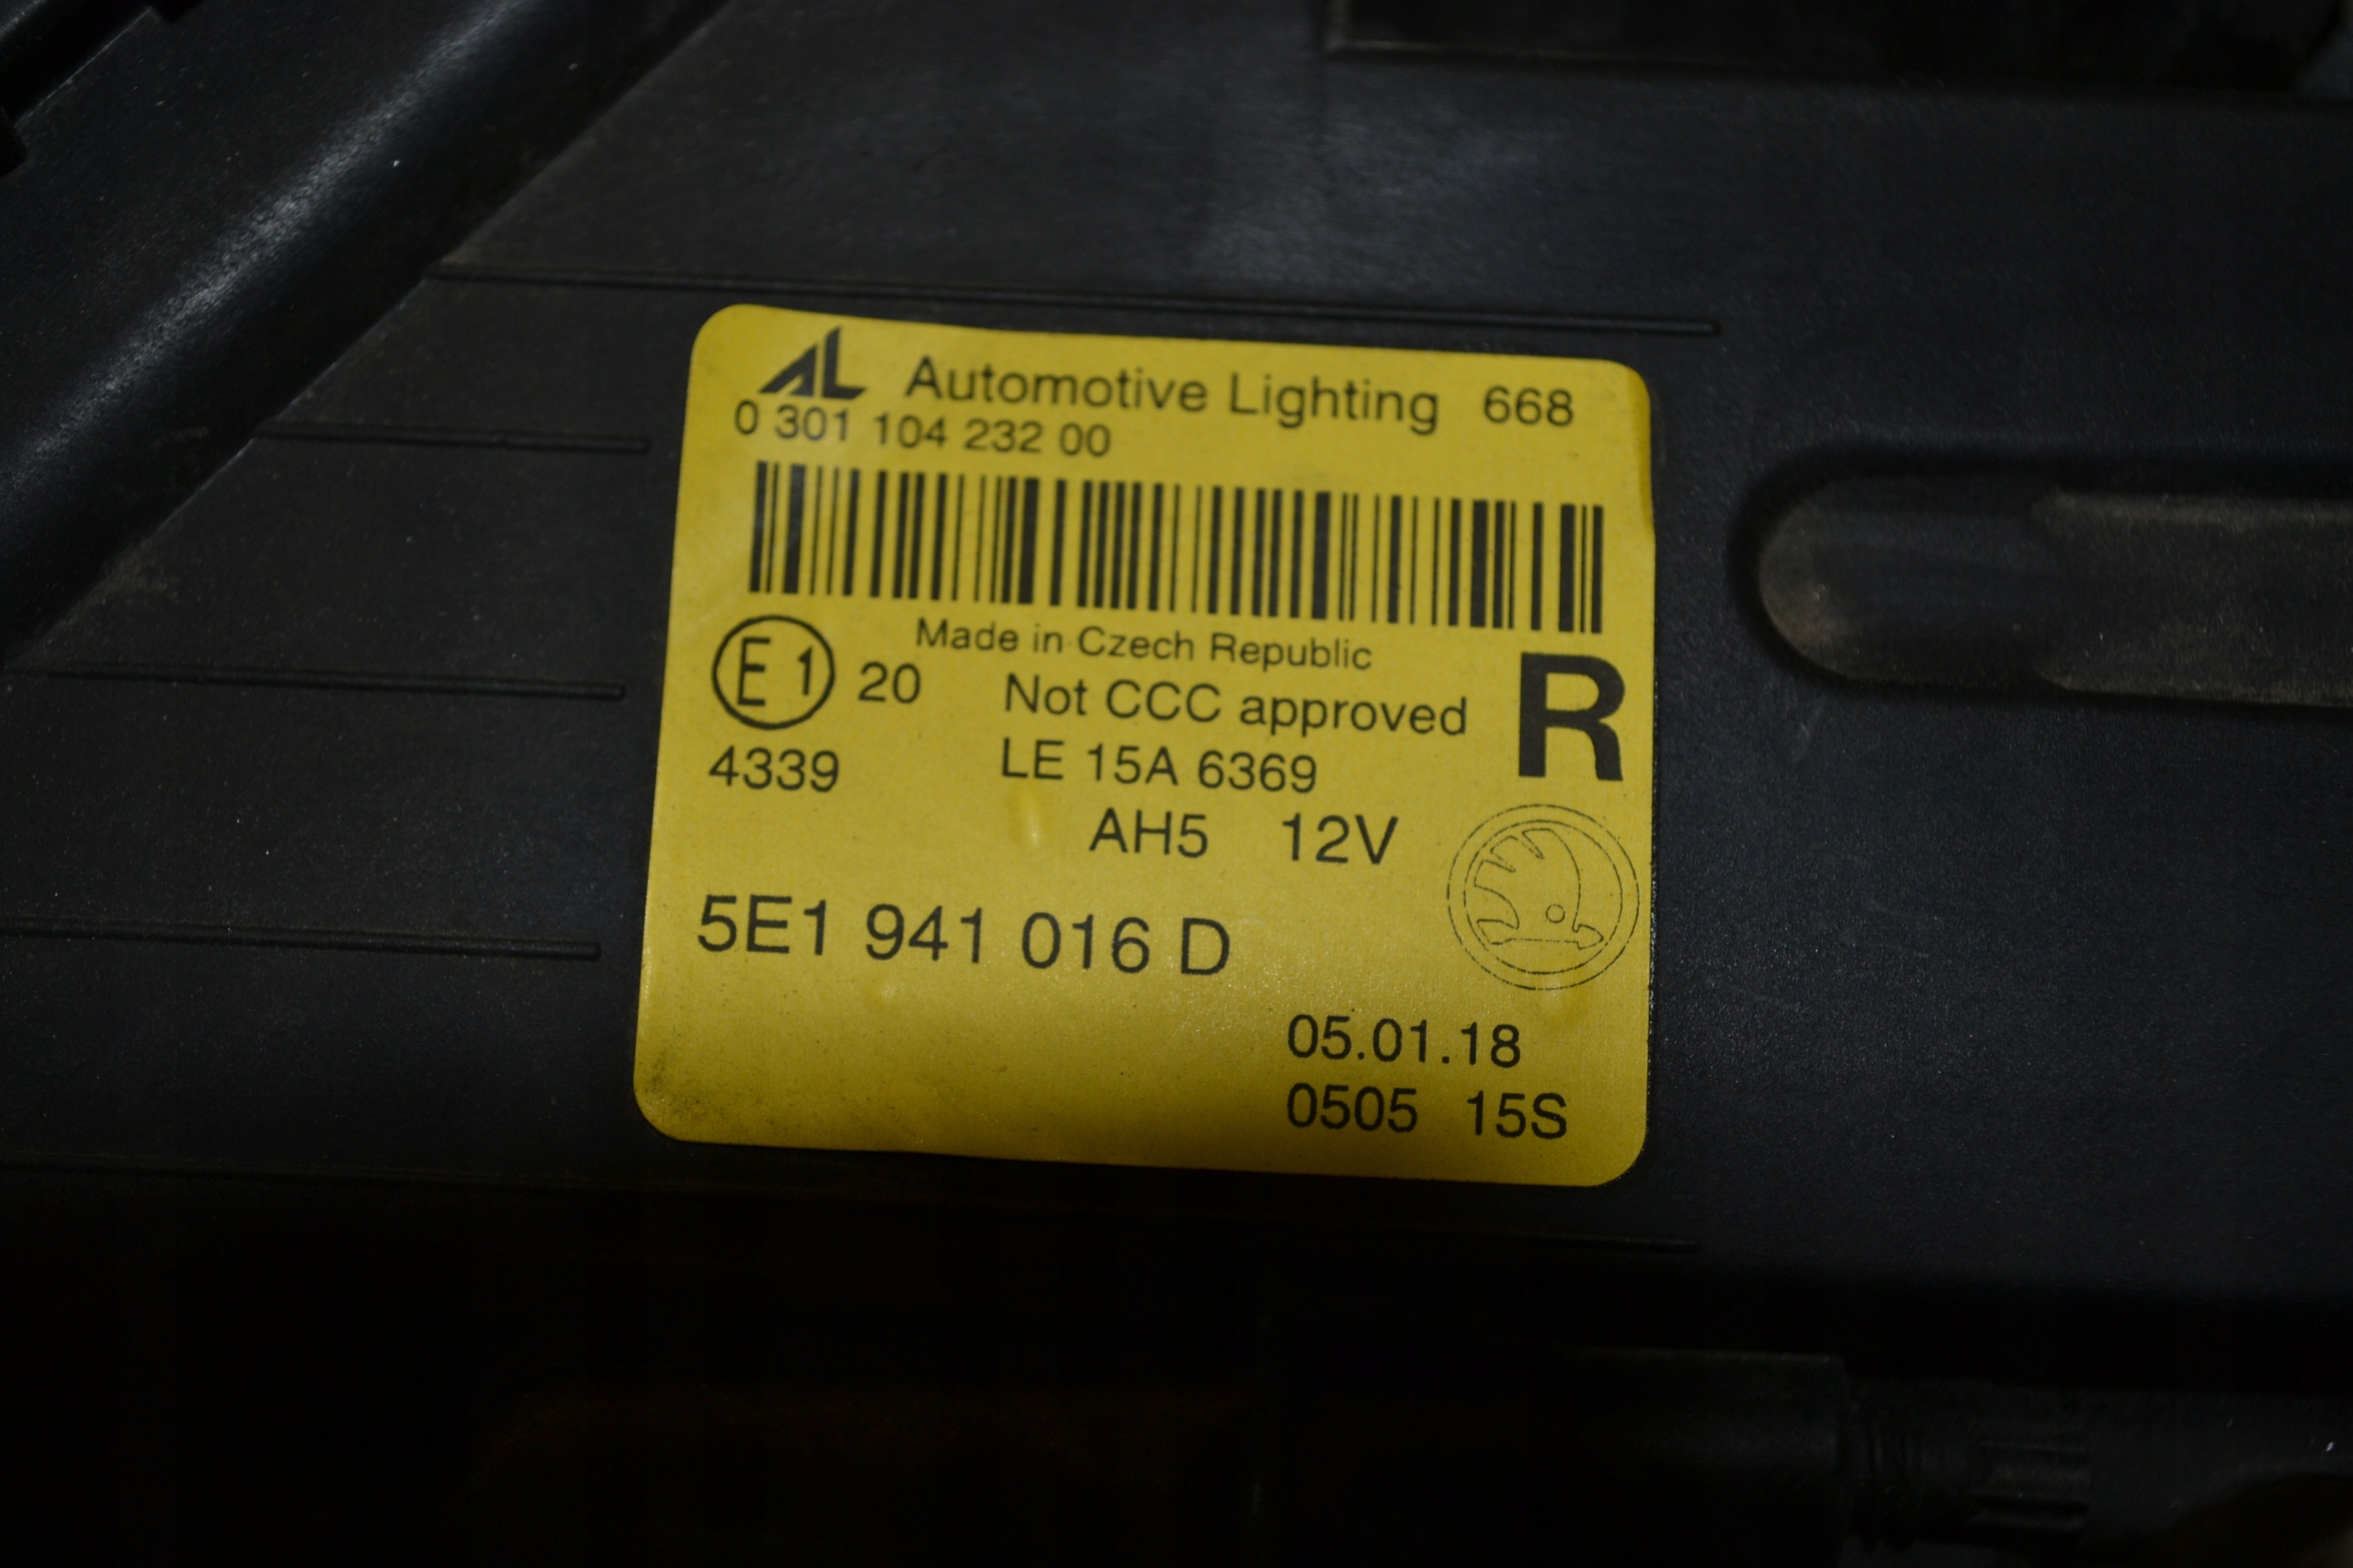 AL Automotive Lighting 668
0 301 104 232 00
Made in Czech Republic
E1 20 Not CCC approved R
4339 LE 15A 6369
AH5 12V
5E1 941 016 D
05.01.18
0505 15S